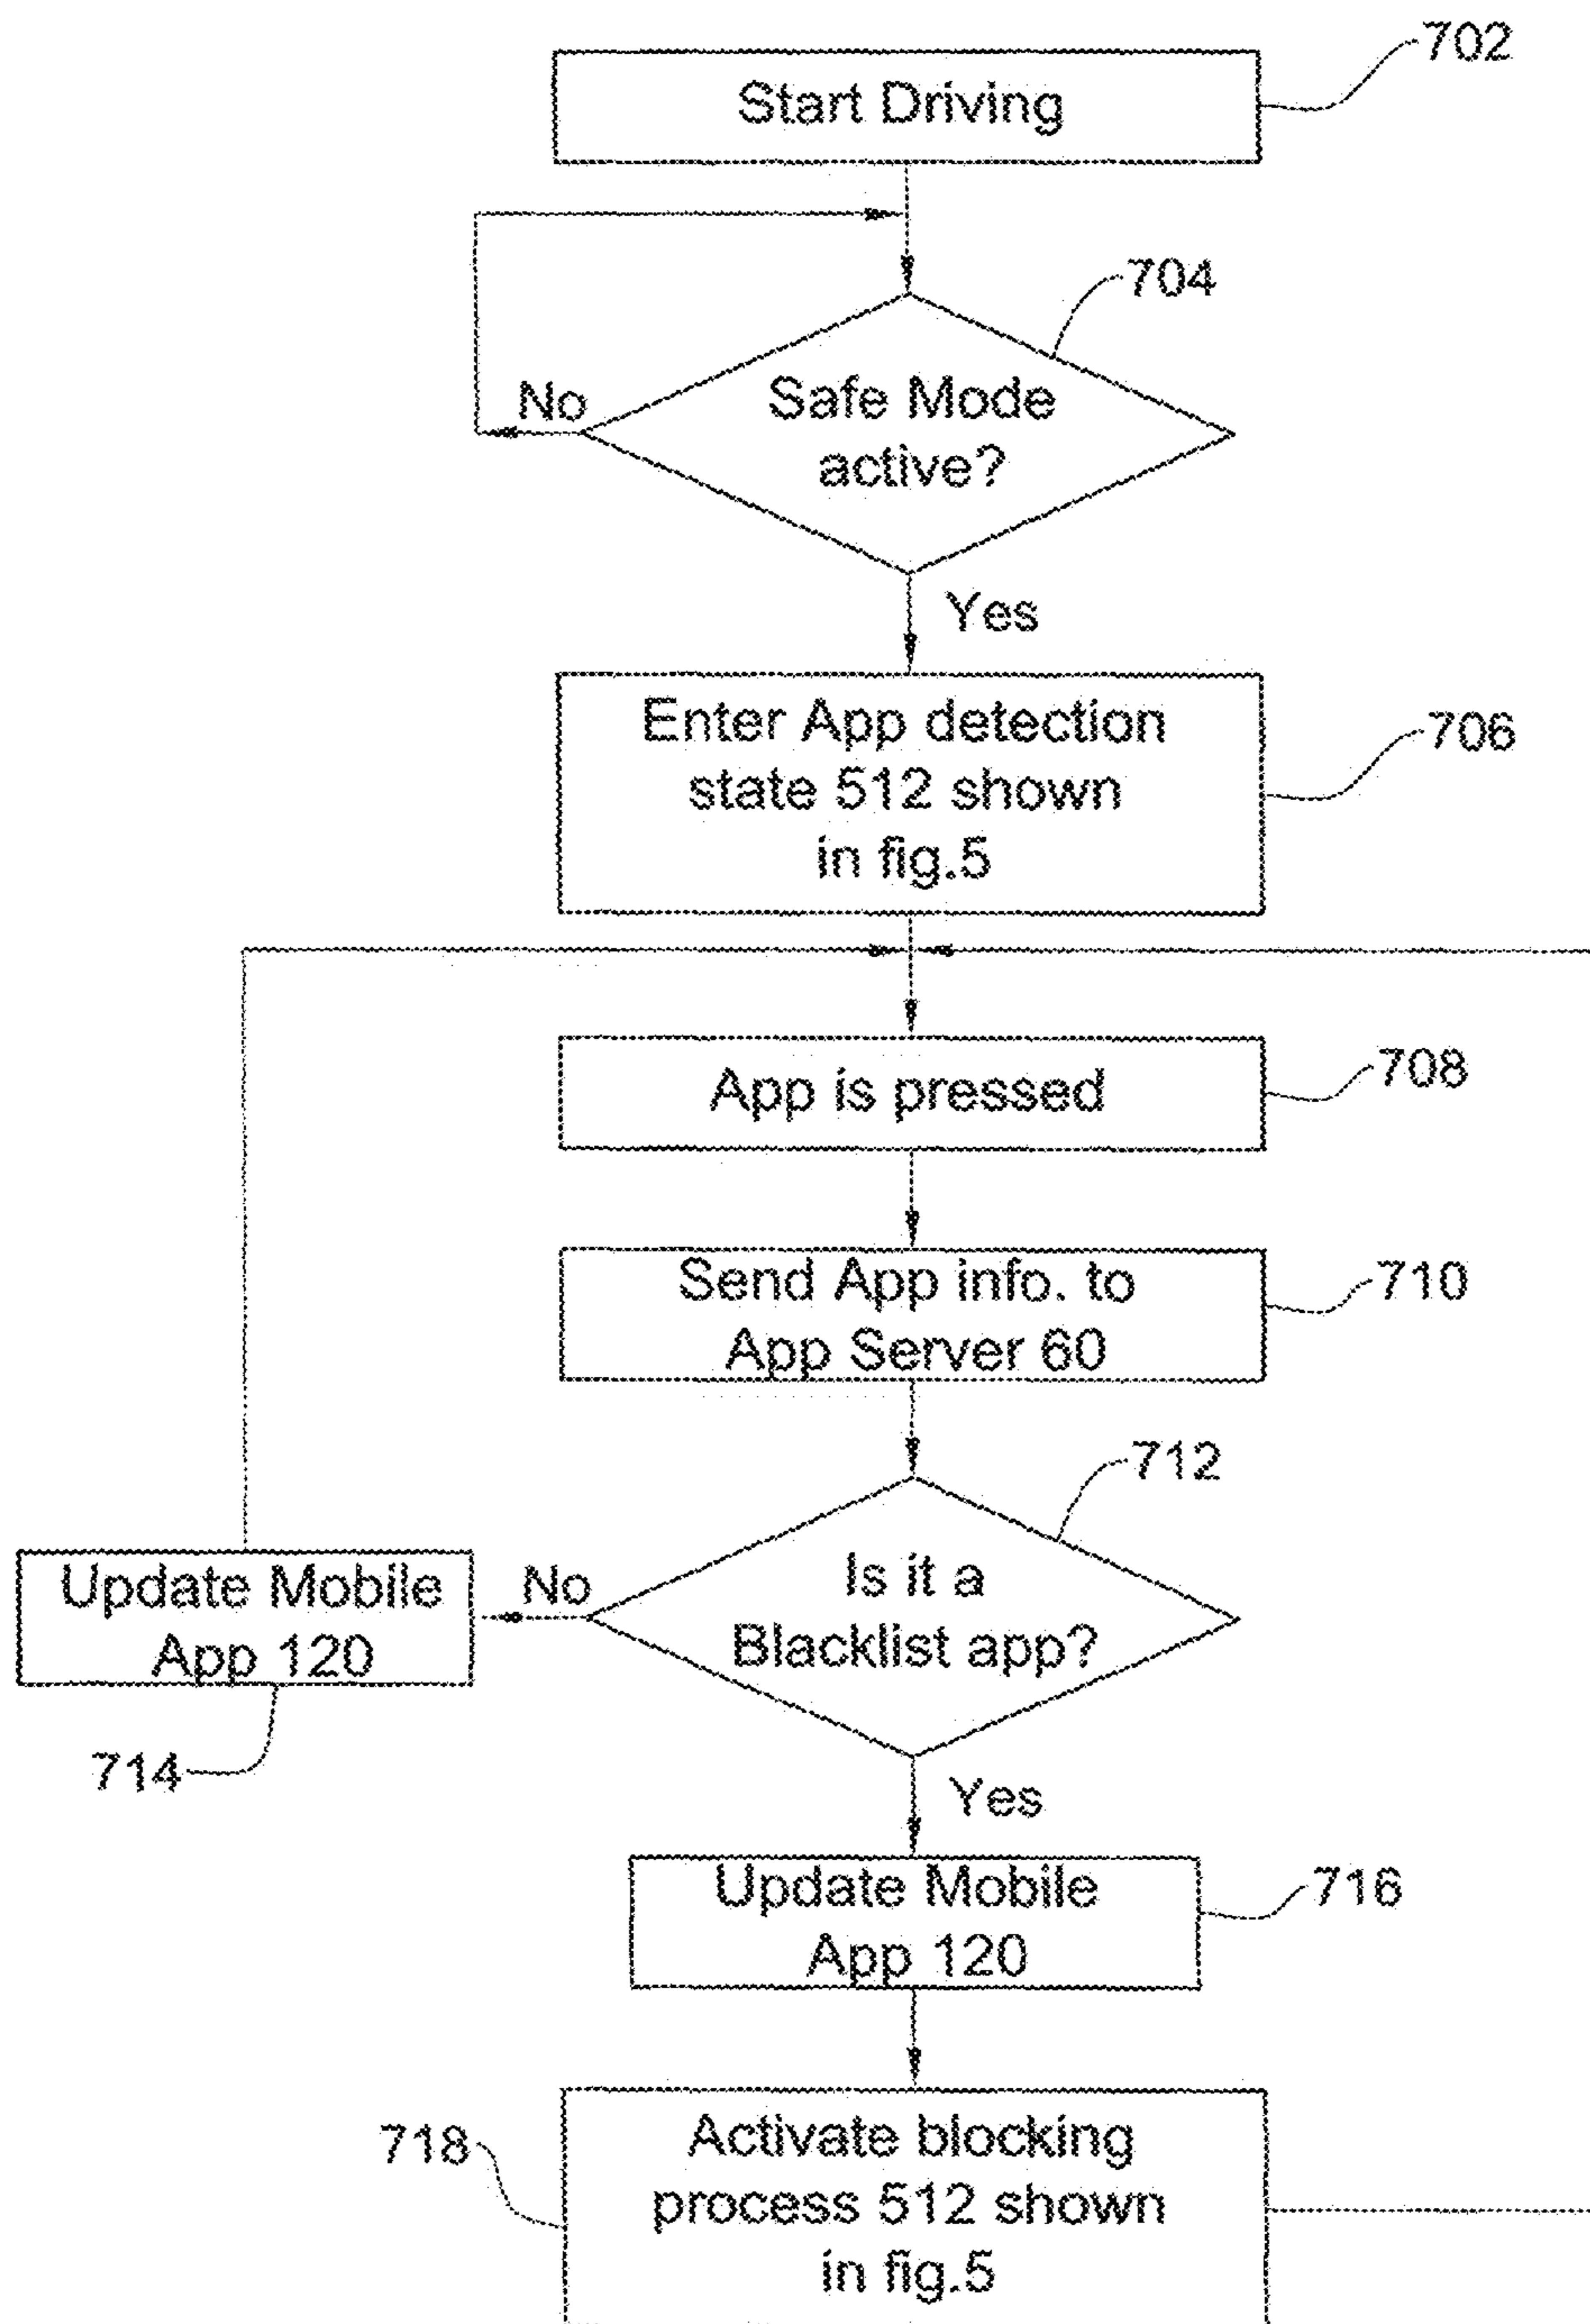 702
Start Driving
704
No
Safe Mode
active?
Yes
Enter App detection
state 512 shown
in fig.5
706
App is pressed
708
Send App info. to
App Server 60
710
712
Update Mobile
App 120
No
Is it a
Blacklist app?
714
Yes
Update Mobile
App 120
716
718
Activate blocking
process 512 shown
in fig.5